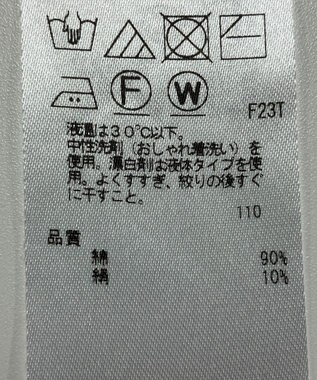 F
W
F23T
液温は30℃以下。
中性洗剤（おしゃれ着洗い）を
使用。漂白剤は液体タイプを使
用。よくすすぎ、絞りの後すぐ
に干すこと。
110
品質
綿 90%
絹 10%